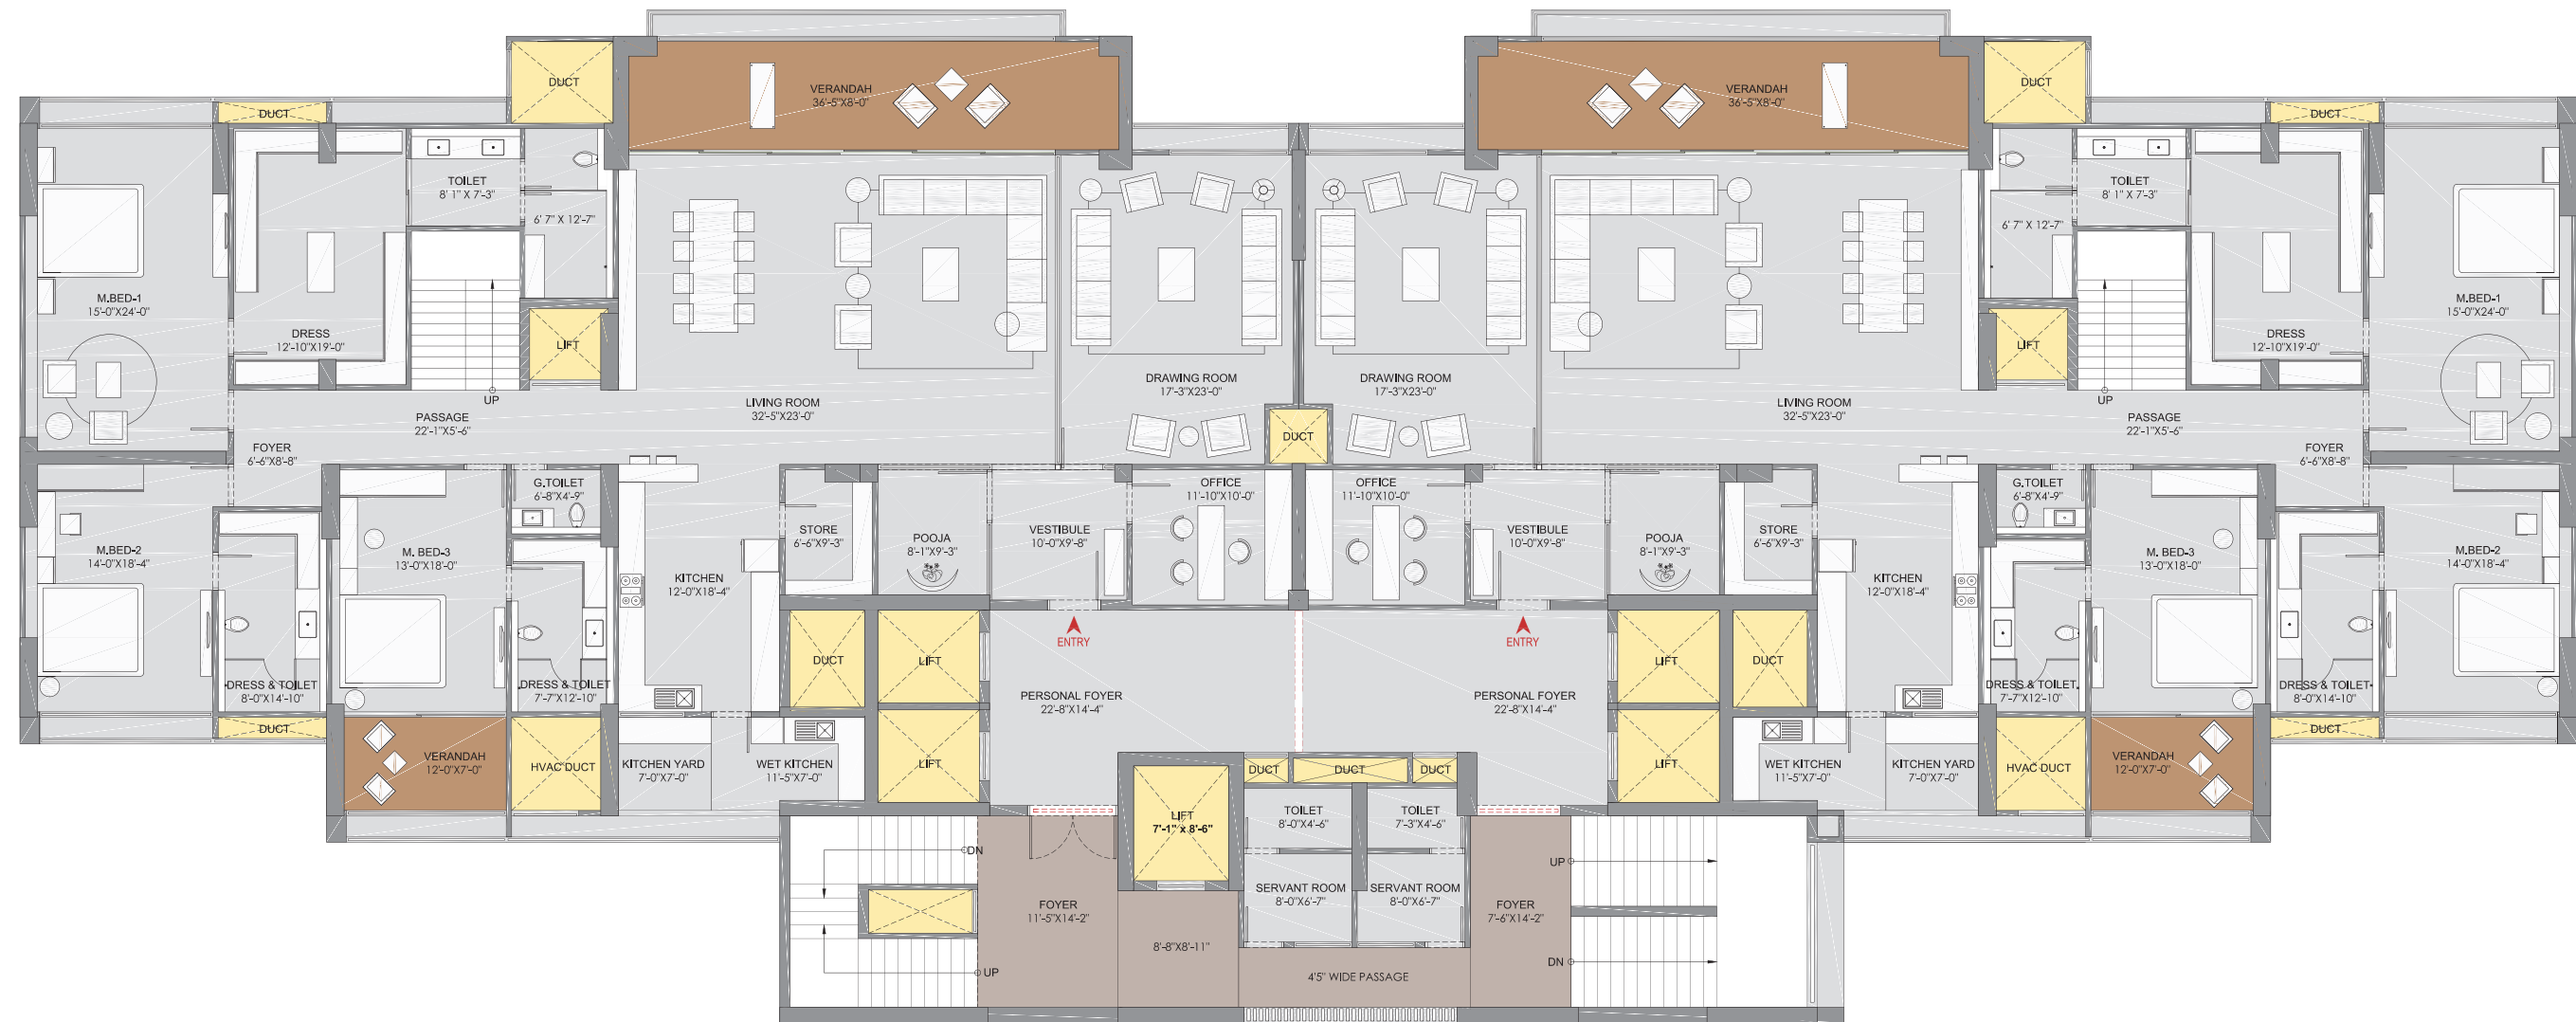 DUCT
VERANDAH
36'-5"X8'-0"
VERANDAH
36'-5"X8'-0"
DUCT
DUCT
DUCT
TOILET
8' 1" X 7'-3"
6' 7" X 12'-7"
M.BED-1
15'-0"X24'-0"
DRESS
12'-10"X19'-0"
LIFT
UP
PASSAGE
22'-1"X5'-6"
LIVING ROOM
32'-5"X23'-0"
DRAWING ROOM
17'-3"X23'-0"
DUCT
DRAWING ROOM
17'-3"X23'-0"
LIVING ROOM
32'-5"X23'-0"
6' 7" X 12'-7"
TOILET
8' 1" X 7'-3"
LIFT
UP
DRESS
12'-10"X19'-0"
M.BED-1
15'-0"X24'-0"
PASSAGE
22'-1"X5'-6"
FOYER
6'-6"X8'-8"
FOYER
6'-6"X8'-8"
M.BED-2
14'-0"X18'-4"
DRESS & TOILET
8'-0"X14'-10"
DUCT
M. BED-3
13'-0"X18'-0"
G.TOILET
6'-8"X4'-9"
DRESS & TOILET
7'-7"X12'-10"
KITCHEN
12'-0"X18'-4"
STORE
6'-6"X9'-3"
POOJA
8'-1"X9'-3"
VESTIBULE
10'-0"X9'-8"
OFFICE
11'-10"X10'-0"
OFFICE
11'-10"X10'-0"
VESTIBULE
10'-0"X9'-8"
POOJA
8'-1"X9'-3"
STORE
6'-6"X9'-3"
KITCHEN
12'-0"X18'-4"
G.TOILET
6'-8"X4'-9"
DRESS & TOILET
7'-7"X12'-10"
M. BED-3
13'-0"X18'-0"
DRESS & TOILET
8'-0"X14'-10"
M.BED-2
14'-0"X18'-4"
DUCT
ENTRY
ENTRY
DUCT
LIFT
LIFT
DUCT
PERSONAL FOYER
22'-8"X14'-4"
PERSONAL FOYER
22'-8"X14'-4"
VERANDAH
12'-0"X7'-0"
HVAC DUCT
KITCHEN YARD
7'-0"X7'-0"
WET KITCHEN
11'-5"X7'-0"
LIFT
DUCT
DUCT
DUCT
LIFT
WET KITCHEN
11'-5"X7'-0"
KITCHEN YARD
7'-0"X7'-0"
HVAC DUCT
VERANDAH
12'-0"X7'-0"
LIFT
7'-1" x 8'-6"
TOILET
8'-0"X4'-6"
TOILET
7'-3"X4'-6"
DN
UP
SERVANT ROOM
8'-0"X6'-7"
SERVANT ROOM
8'-0"X6'-7"
FOYER
11'-5"X14'-2"
FOYER
7'-6"X14'-2"
8'-8"X8'-11"
UP
DN
4'5" WIDE PASSAGE